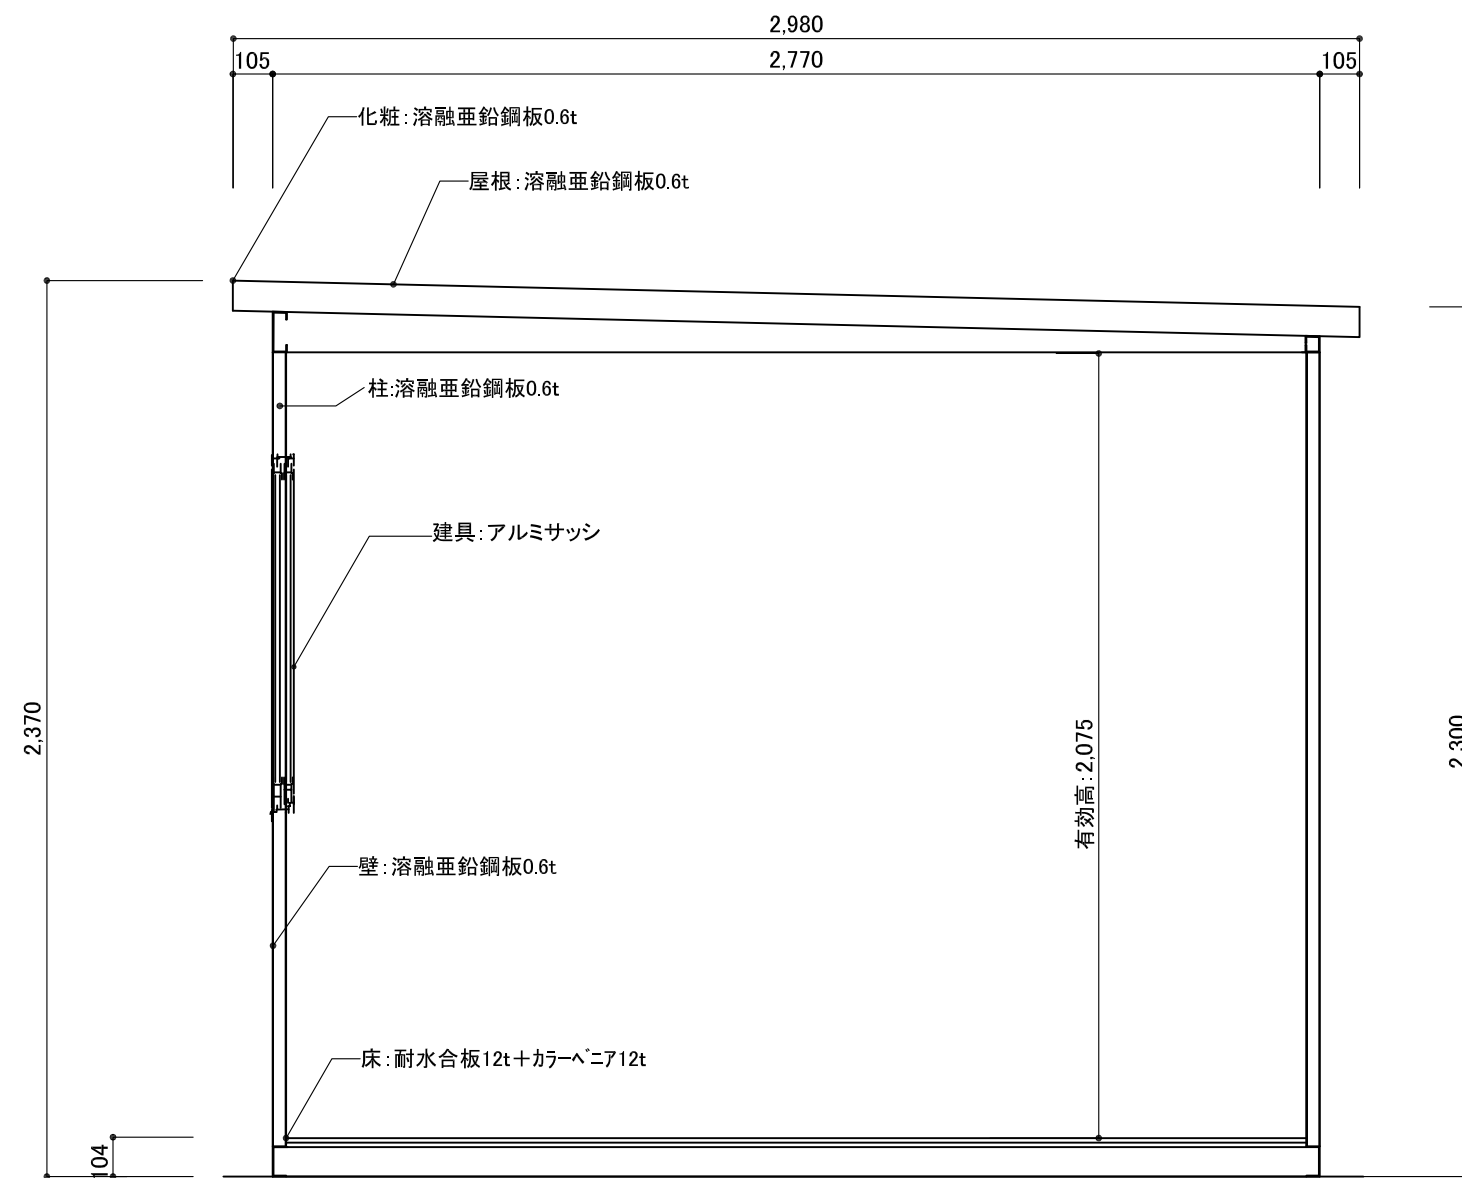 2,980
105
2,770
105
化粧:溶融亜鉛鋼板0.6t
屋根:溶融亜鉛鋼板0.6t
柱:溶融亜鉛鋼板0.6t
建具:アルミサッシ
2,370
2,300
有効高:2,075
壁:溶融亜鉛鋼板0.6t
床:耐水合板12t+カラーベニア12t
104